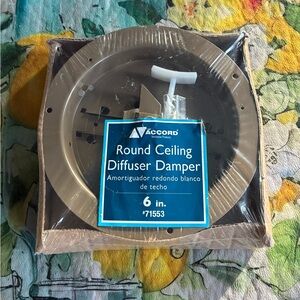 ACCORD
Round Ceiling
Diffuser Damper
Amortiguador redondo blanco
de techo
6 in.
#71553